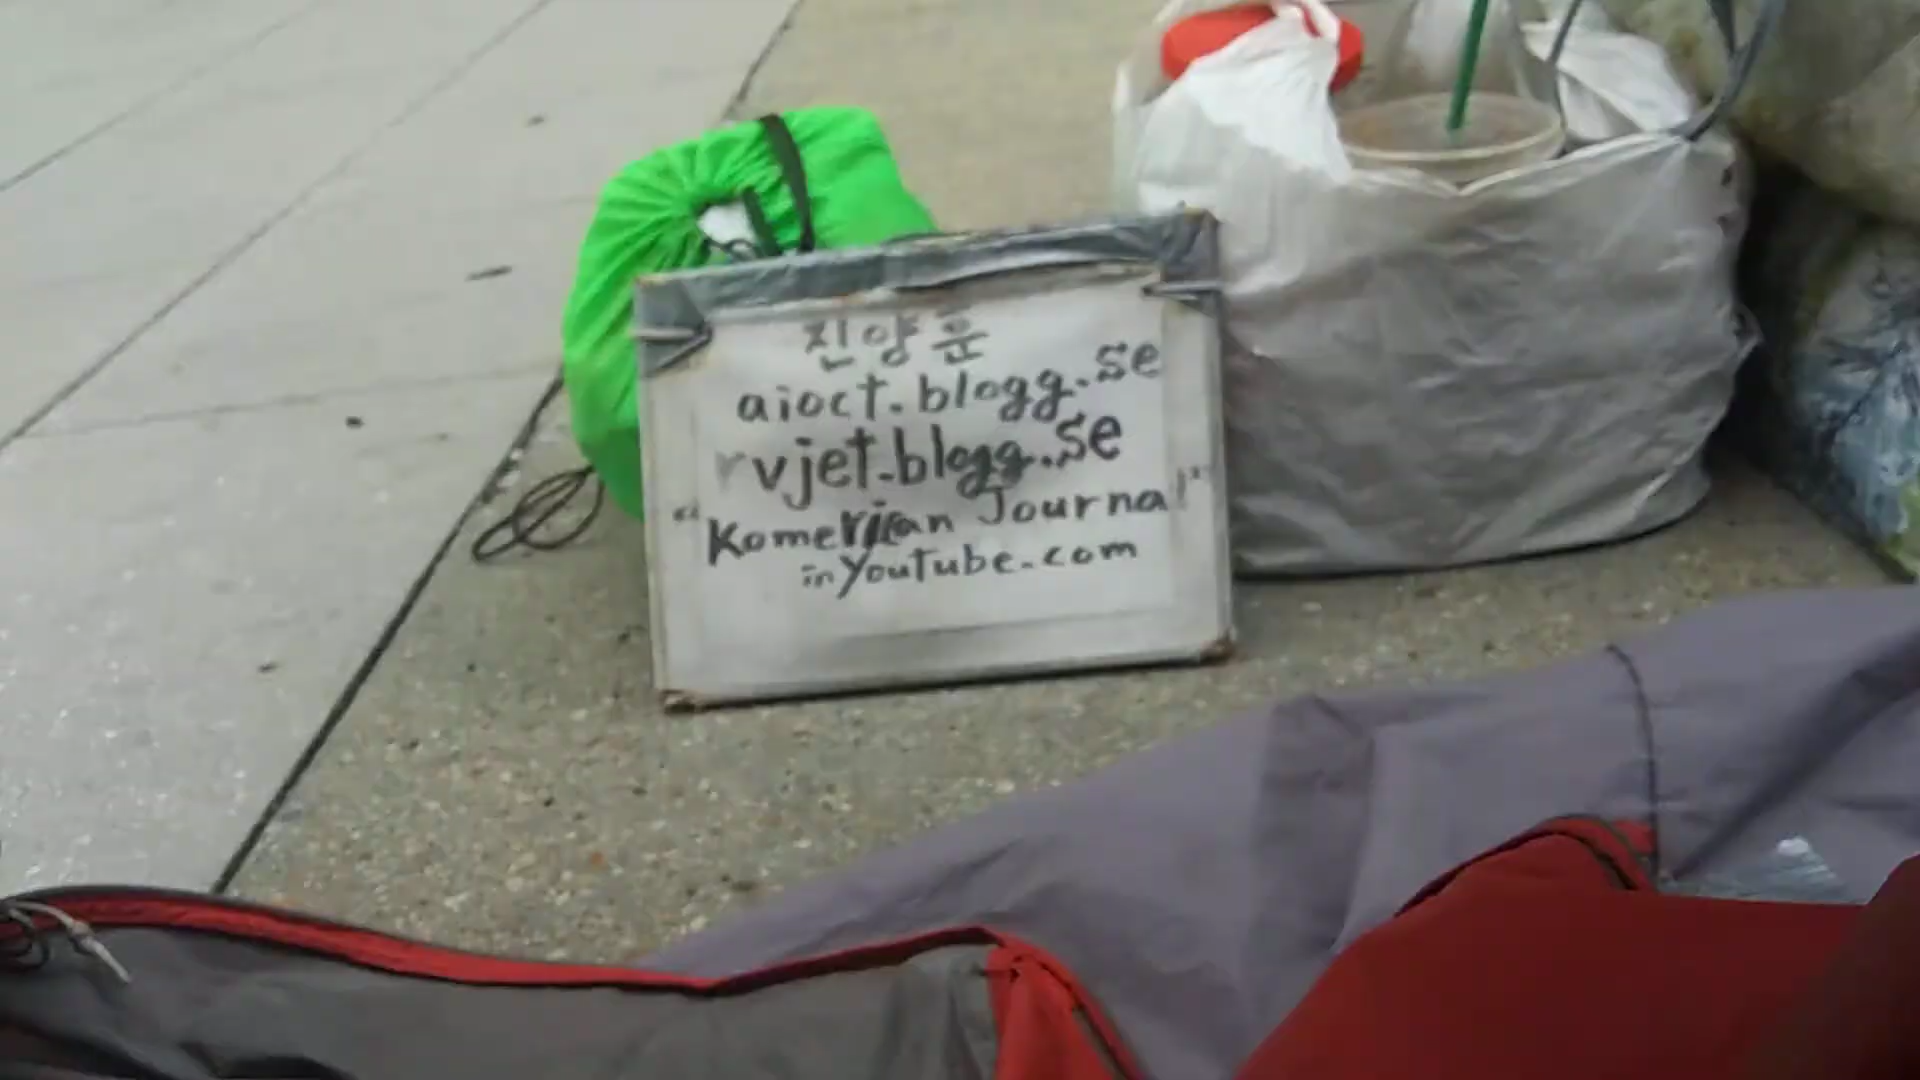 진양운
aioct.blogg.se
rvjet.blogg.se
"Komerican Journal"
in Youtube.com